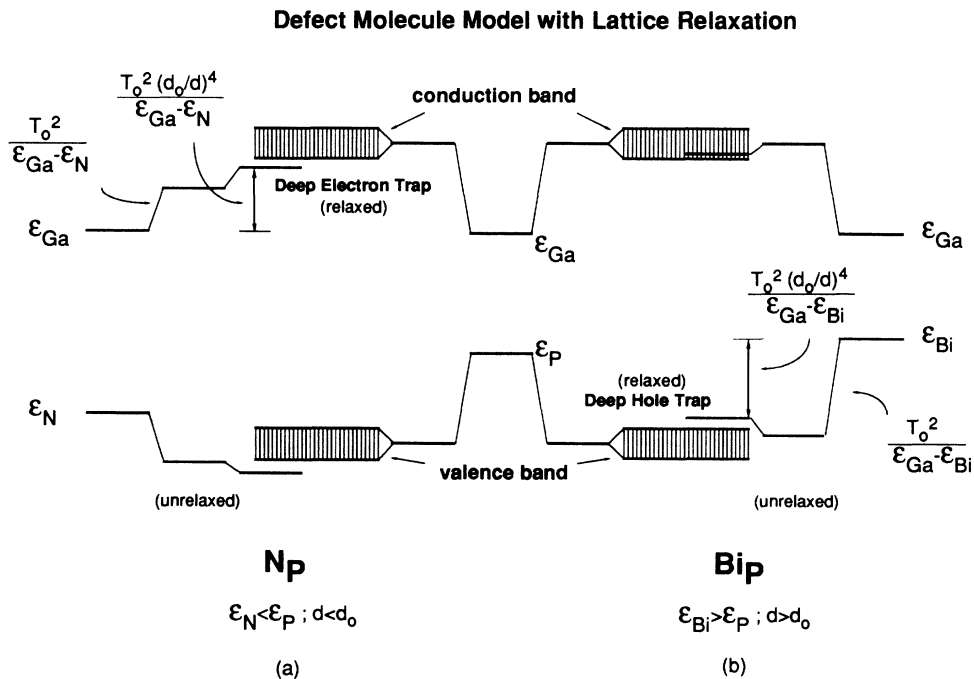 Defect Molecule Model with Lattice Relaxation
T₀² (d₀/d)⁴
ε_Ga-ε_N
T₀²
ε_Ga-ε_N
conduction band
Deep Electron Trap
(relaxed)
ε_Ga
ε_Ga
ε_Ga
T₀² (d₀/d)⁴
ε_Ga-ε_Bi
ε_P
ε_Bi
(relaxed)
Deep Hole Trap
ε_N
T₀²
ε_Ga-ε_Bi
valence band
(unrelaxed)
(unrelaxed)
N_P
Bi_P
ε_N<ε_P ; d<d₀
ε_Bi>ε_P ; d>d₀
(a)
(b)